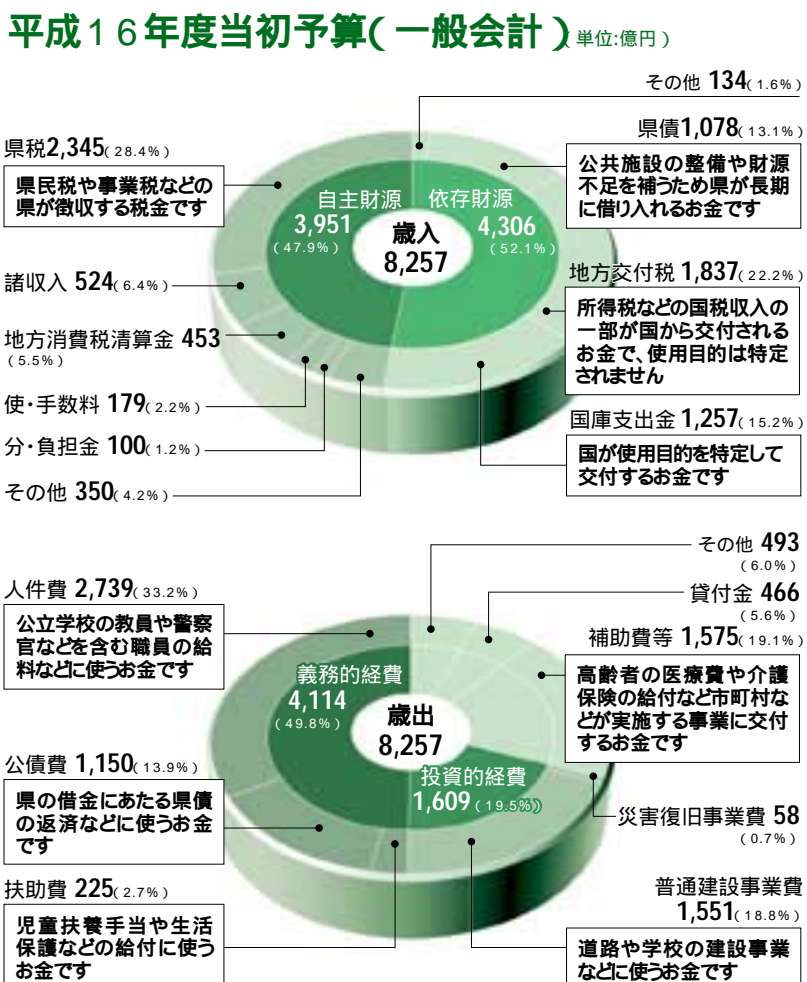 平成16年度当初予算(一般会計)(単位:億円)
その他 134(1.6%)
県債1,078(13.1%)
公共施設の整備や財源
不足を補うため県が長期
に借り入れるお金です
県税2,345(28.4%)
県民税や事業税などの
県が徴収する税金です
自主財源
3,951
(47.9%)
依存財源
4,306
(52.1%)
歳入
8,257
諸収入 524(6.4%)
地方消費税清算金 453
(5.5%)
使・手数料 179(2.2%)
分・負担金 100(1.2%)
その他 350(4.2%)
地方交付税 1,837(22.2%)
所得税などの国税収入の
一部が国から交付される
お金で、使用目的は特定
されません
国庫支出金 1,257(15.2%)
国が使用目的を特定して
交付するお金です
その他 493
(6.0%)
貸付金 466
(5.6%)
補助費等 1,575(19.1%)
高齢者の医療費や介護
保険の給付など市町村な
どが実施する事業に交付
するお金です
人件費 2,739(33.2%)
公立学校の教員や警察
官などを含む職員の給
料などに使うお金です
義務的経費
4,114
(49.8%)
歳出
8,257
投資的経費
1,609(19.5%)
公債費 1,150(13.9%)
県の借金にあたる県債
の返済などに使うお金
です
扶助費 225(2.7%)
児童扶養手当や生活
保護などの給付に使う
お金です
災害復旧事業費 58
(0.7%)
普通建設事業費
1,551(18.8%)
道路や学校の建設事業
などに使うお金です